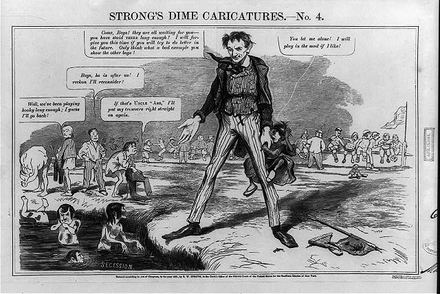 STRONG'S DIME CARICATURES.—No. 4.
Come, Boys! they are all waiting for you—
you have staid THERE long enough! I will for-
give you this time if you will try to do better in
the future. Only think what a bad example you
show the other boys!
You let me alone! I will
play in the mud if I like!
Boys, he is after us! I
reckon I'll reconsider!
Well, we've been playing
hooky long enough; I guess
I'll go back!
If that's UNCLE "ABE," I'll
put my trowsers right straight
on again.
SECESSION